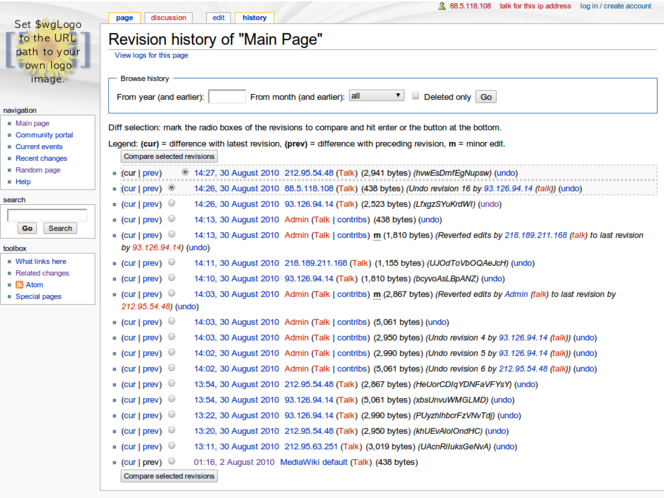 88.5.118.108 talk for this ip address log in / create account
page discussion edit history
Set $wgLogo
to the URL
path to your
own logo
image.
Revision history of "Main Page"
View logs for this page
Browse history
From year (and earlier): From month (and earlier): all Deleted only Go
Diff selection: mark the radio boxes of the revisions to compare and hit enter or the button at the bottom.
Legend: (cur) = difference with latest revision, (prev) = difference with preceding revision, m = minor edit.
Compare selected revisions
(cur | prev) 14:27, 30 August 2010 212.95.54.48 (Talk) (2,941 bytes) (hvwEsDmfEgNupsw) (undo)
(cur | prev) 14:26, 30 August 2010 88.5.118.108 (Talk) (438 bytes) (Undo revision 16 by 93.126.94.14 (talk)) (undo)
(cur | prev) 14:26, 30 August 2010 93.126.94.14 (Talk) (2,523 bytes) (LfxgzSYuKrdWI) (undo)
(cur | prev) 14:13, 30 August 2010 Admin (Talk | contribs) (438 bytes) (undo)
(cur | prev) 14:13, 30 August 2010 Admin (Talk | contribs) m (1,810 bytes) (Reverted edits by 218.189.211.168 (talk) to last revision
by 93.126.94.14) (undo)
(cur | prev) 14:11, 30 August 2010 218.189.211.168 (Talk) (1,155 bytes) (UJOdToVbOQAeJcH) (undo)
(cur | prev) 14:10, 30 August 2010 93.126.94.14 (Talk) (1,810 bytes) (bcyvoAsLBpANZ) (undo)
(cur | prev) 14:03, 30 August 2010 Admin (Talk | contribs) m (2,867 bytes) (Reverted edits by Admin (talk) to last revision by
212.95.54.48) (undo)
(cur | prev) 14:03, 30 August 2010 Admin (Talk | contribs) (5,061 bytes) (undo)
(cur | prev) 14:03, 30 August 2010 Admin (Talk | contribs) (2,950 bytes) (Undo revision 4 by 93.126.94.14 (talk)) (undo)
(cur | prev) 14:02, 30 August 2010 Admin (Talk | contribs) (2,990 bytes) (Undo revision 5 by 93.126.94.14 (talk)) (undo)
(cur | prev) 14:02, 30 August 2010 Admin (Talk | contribs) (5,061 bytes) (Undo revision 6 by 212.95.54.48 (talk)) (undo)
(cur | prev) 13:54, 30 August 2010 212.95.54.48 (Talk) (2,867 bytes) (HeUorCDIqYDNFaVFYsY) (undo)
(cur | prev) 13:54, 30 August 2010 93.126.94.14 (Talk) (5,061 bytes) (xbsUnvuWMGLMD) (undo)
(cur | prev) 13:22, 30 August 2010 93.126.94.14 (Talk) (2,990 bytes) (PUyzhlhbcrFzVNvTdj) (undo)
(cur | prev) 13:20, 30 August 2010 212.95.54.48 (Talk) (2,950 bytes) (khUEvAloIOndHC) (undo)
(cur | prev) 13:11, 30 August 2010 212.95.63.251 (Talk) (3,019 bytes) (UAcnRiIuksGeNvA) (undo)
(cur | prev) 01:16, 2 August 2010 MediaWiki default (Talk) (438 bytes)
Compare selected revisions
navigation
Main page
Community portal
Current events
Recent changes
Random page
Help
search
Go Search
toolbox
What links here
Related changes
Atom
Special pages